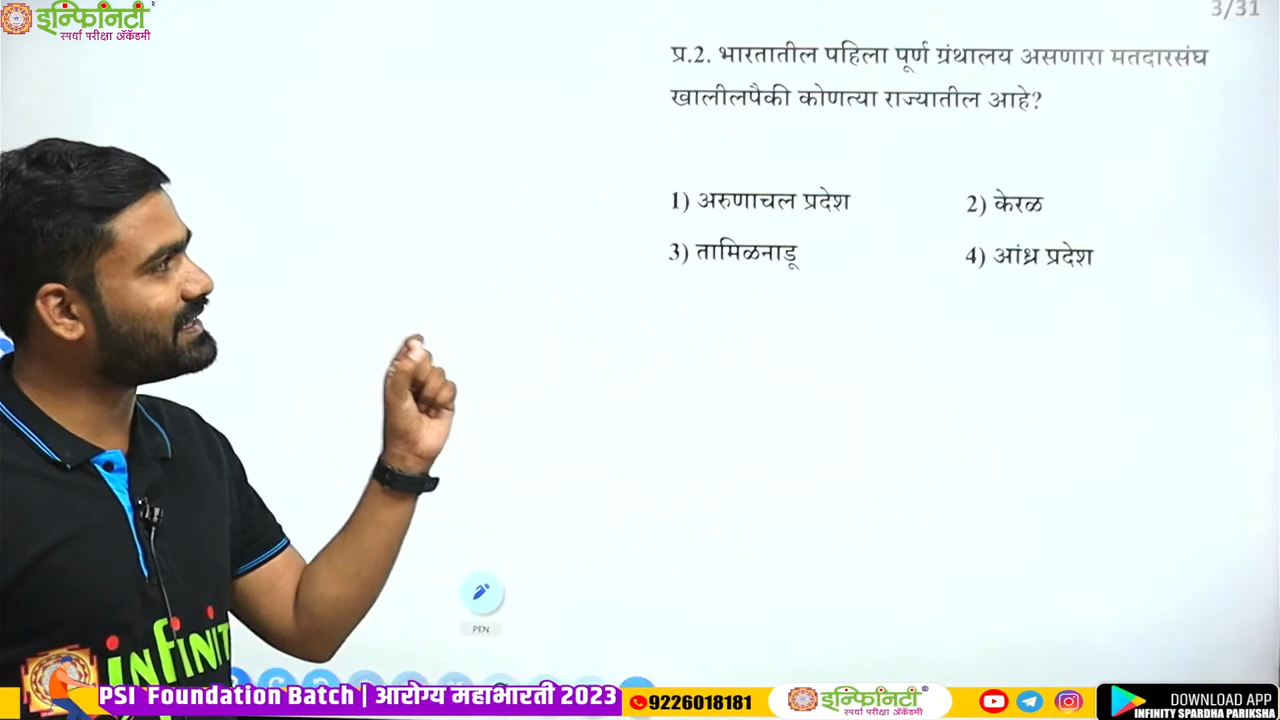 इन्फिनिटी
स्पर्धा परीक्षा अ‍ॅकॅडमी
3/31
प्र.2. भारतातील पहिला पूर्ण ग्रंथालय असणारा मतदारसंघ
खालीलपैकी कोणत्या राज्यातील आहे?
1) अरुणाचल प्रदेश
2) केरळ
3) तामिळनाडू
4) आंध्र प्रदेश
PEN
infinit
PSI Foundation Batch | आरोग्य महाभारती 2023
9226018181
इन्फिनिटी
स्पर्धा परीक्षा अ‍ॅकॅडमी
DOWNLOAD APP
INFINITY SPARDHA PARIKSHA